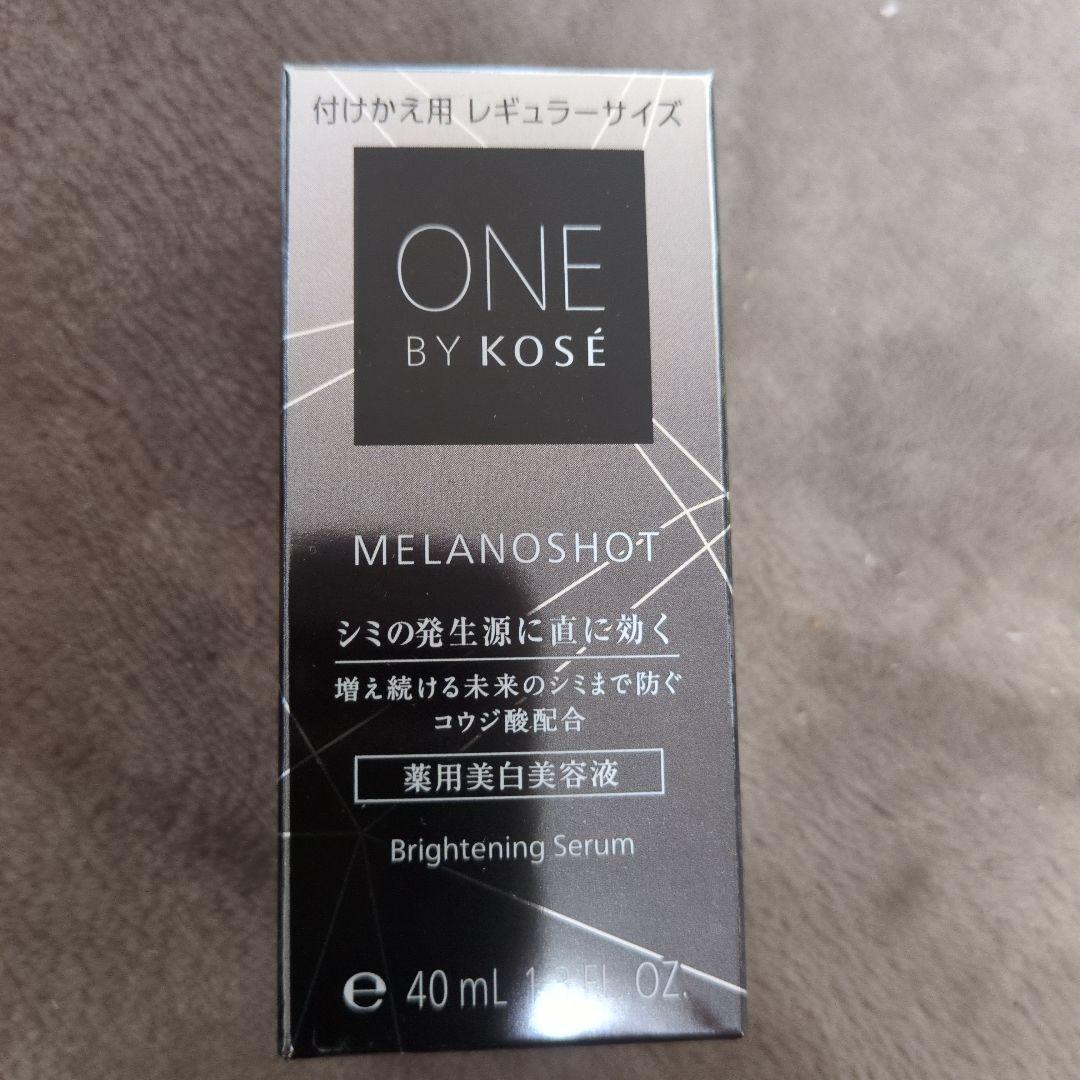 付けかえ用 レギュラーサイズ
ONE
BY KOSÉ
MELANOSHOT
シミの発生源に直に効く
増え続ける未来のシミまで防ぐ
コウジ酸配合
薬用美白美容液
Brightening Serum
e 40 mL FL. OZ.